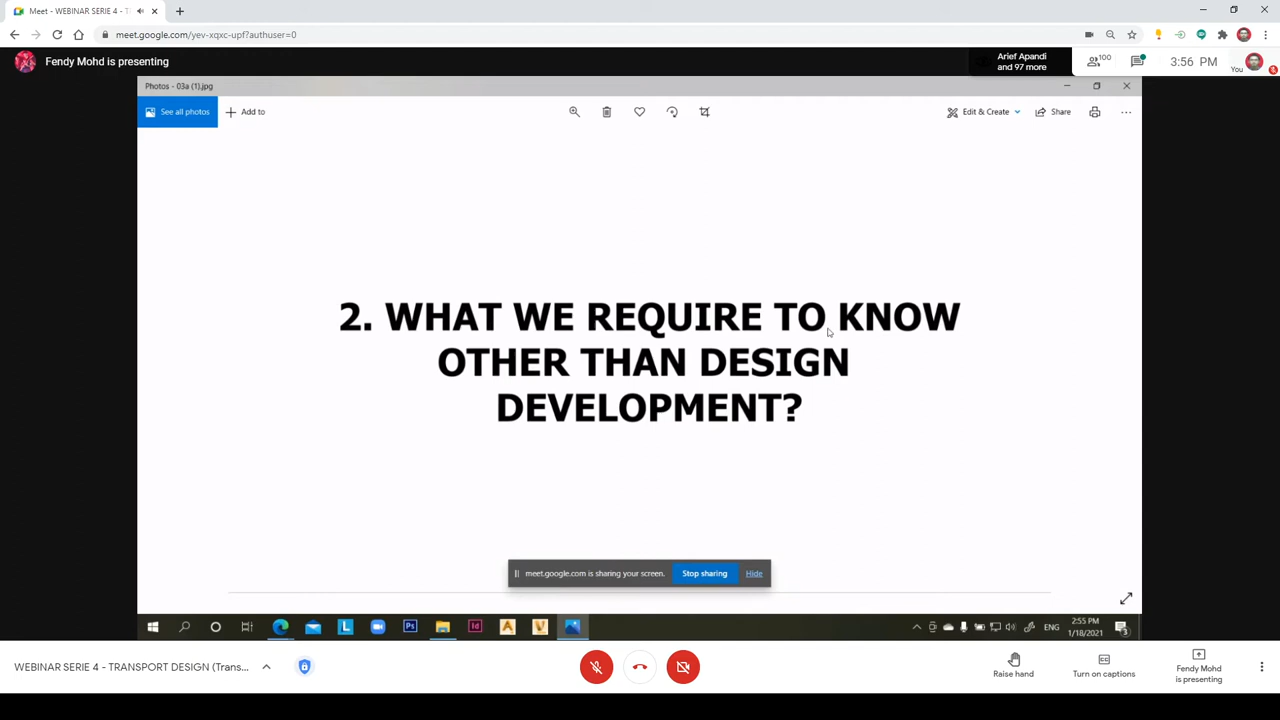 Meet - WEBINAR SERIE 4 - T
meet.google.com/yev-xqxc-upf?authuser=0
Fendy Mohd is presenting
Arief Apandi
and 97 more
100
3:56 PM
You
Photos - 03a (1).jpg
See all photos
Add to
Edit & Create
Share
2. WHAT WE REQUIRE TO KNOW
OTHER THAN DESIGN
DEVELOPMENT?
meet.google.com is sharing your screen.
Stop sharing
Hide
Ps
Id
ENG
2:55 PM
1/18/2021
3
WEBINAR SERIE 4 - TRANSPORT DESIGN (Trans...
Raise hand
Turn on captions
Fendy Mohd
is presenting